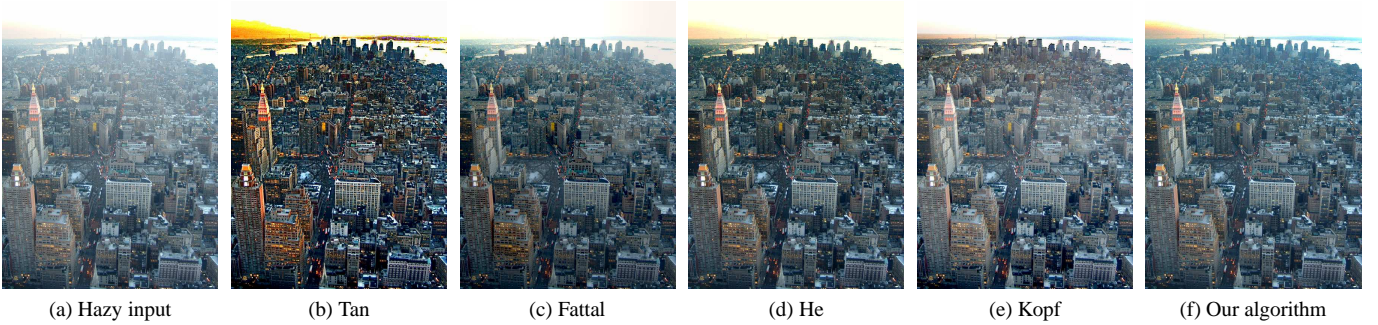 (a) Hazy input
(b) Tan
(c) Fattal
(d) He
(e) Kopf
(f) Our algorithm